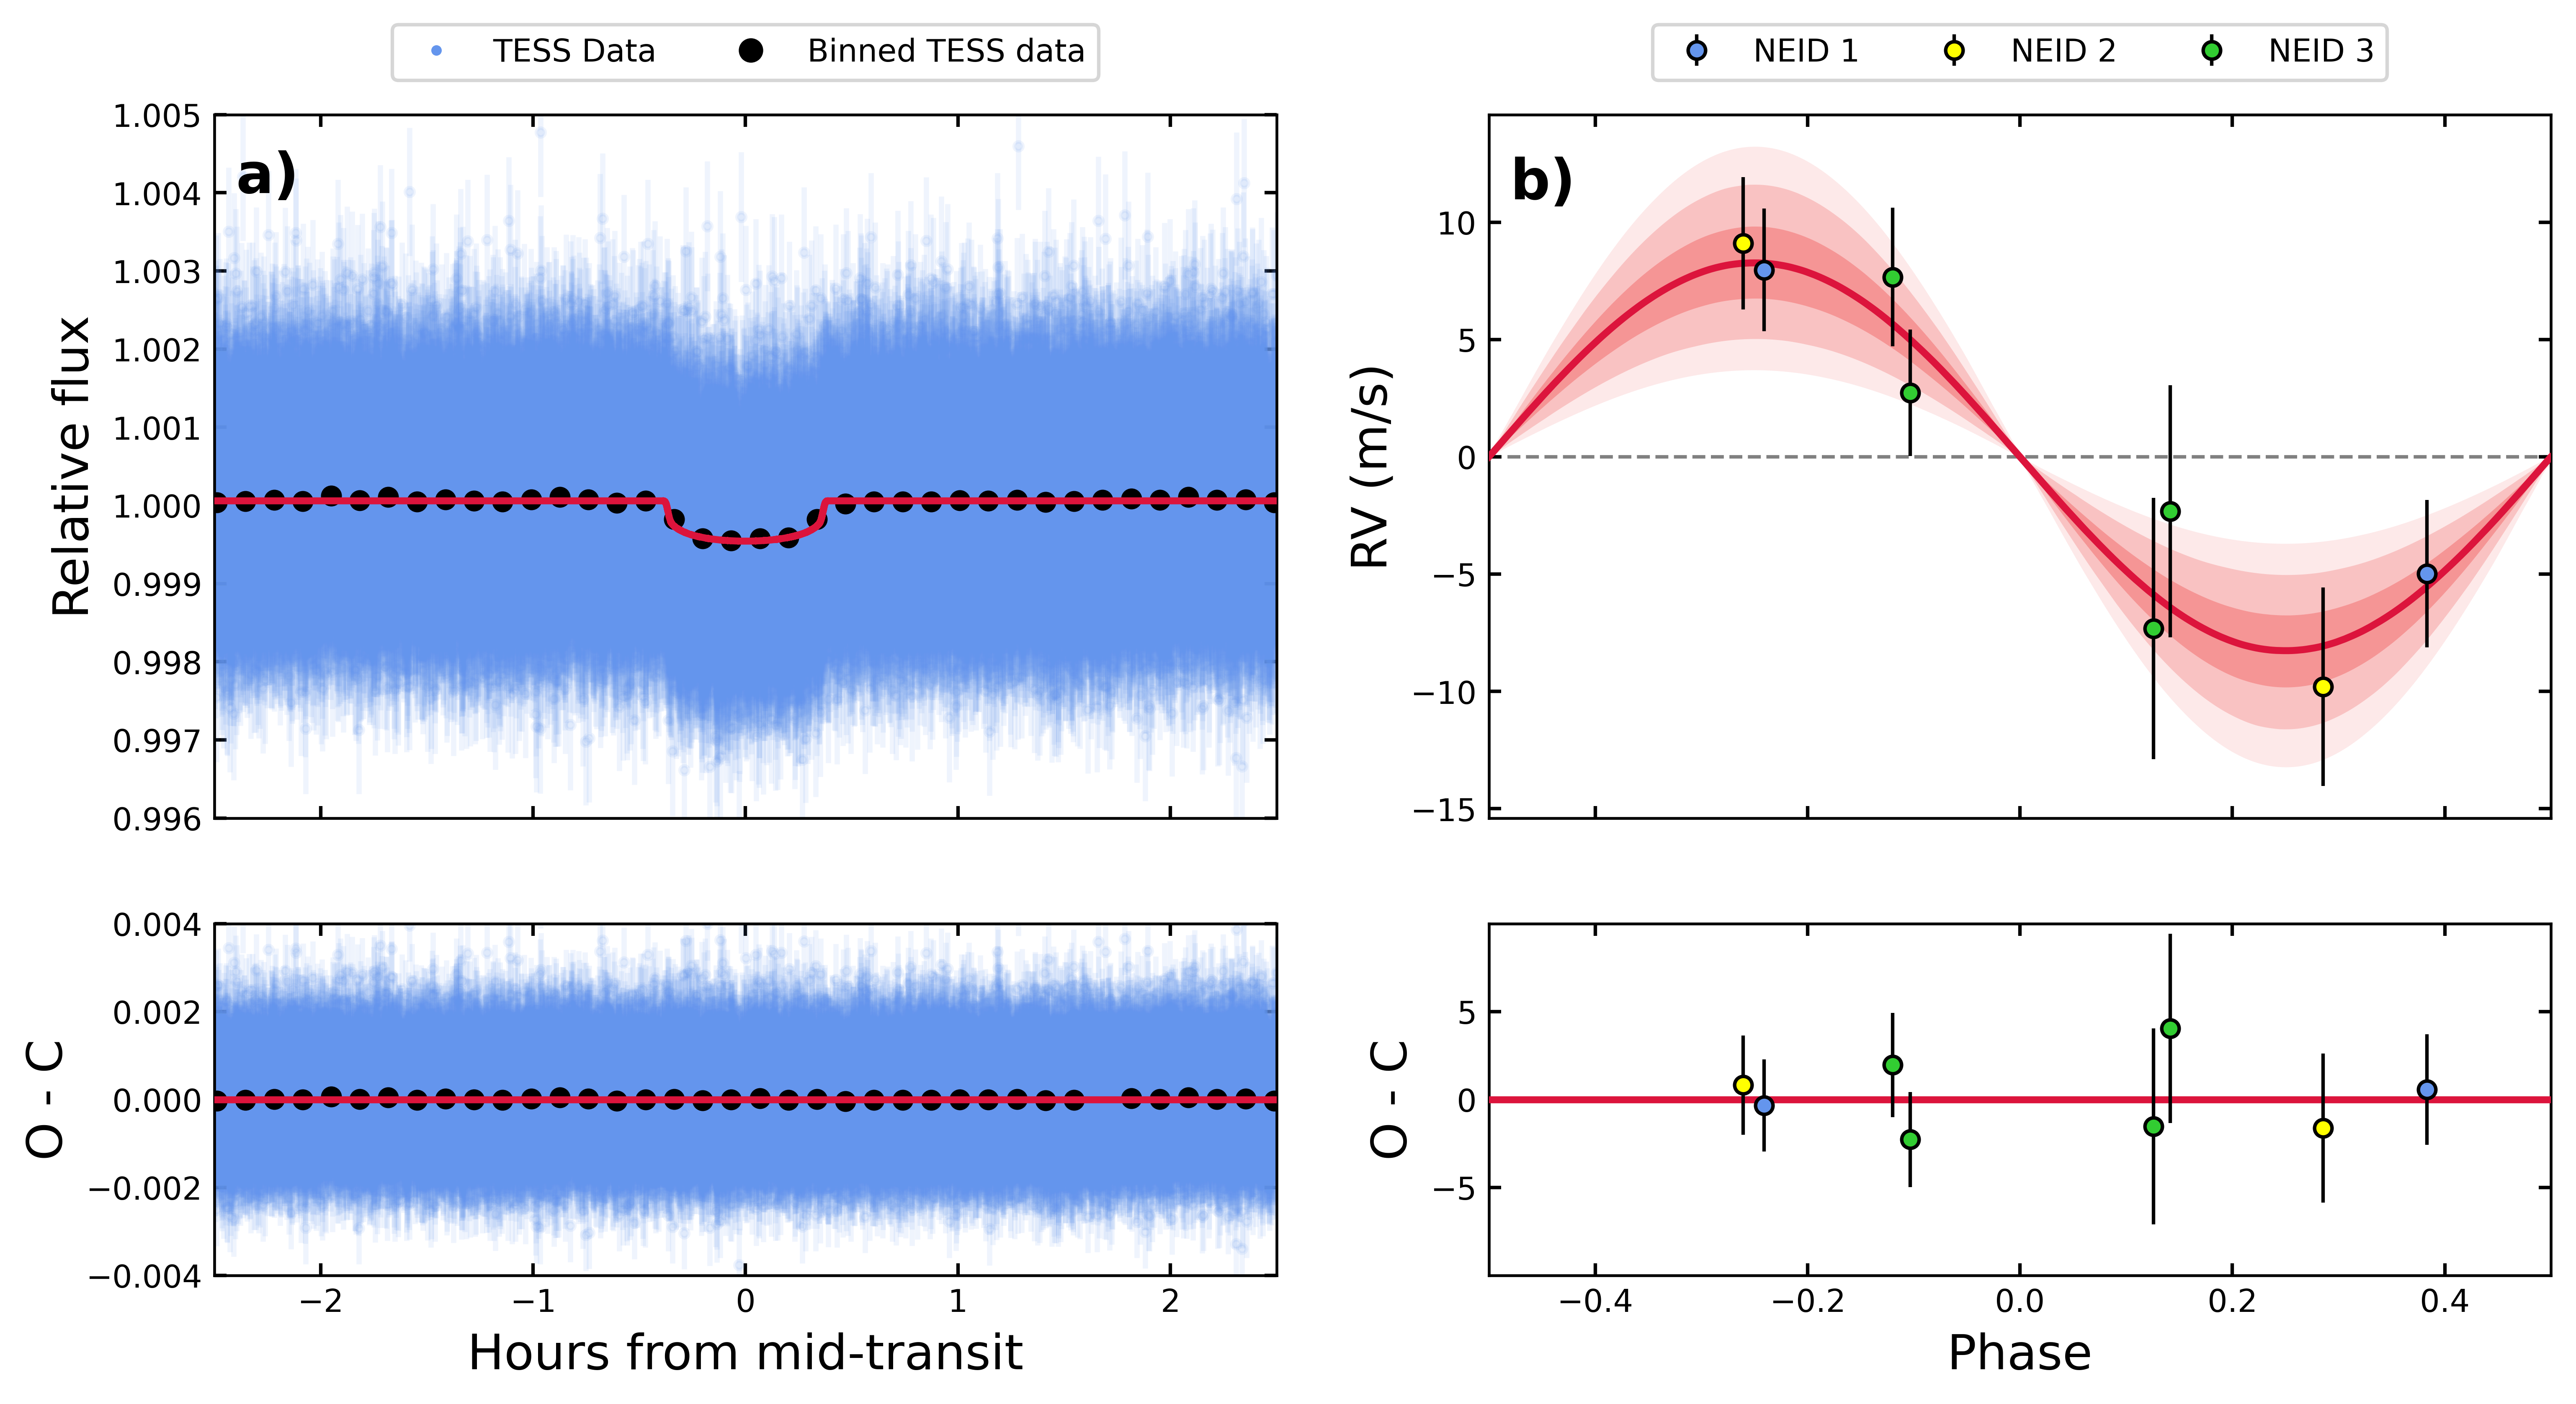 TESS Data
Binned TESS data
NEID 1
NEID 2
NEID 3
a)
1.005
1.004
1.003
1.002
1.001
1.000
0.999
0.998
0.997
0.996
Relative flux
b)
10
5
0
−5
−10
−15
RV (m/s)
0.004
0.002
0.000
−0.002
−0.004
O - C
−2
−1
0
1
2
Hours from mid-transit
5
0
−5
O - C
−0.4
−0.2
0.0
0.2
0.4
Phase